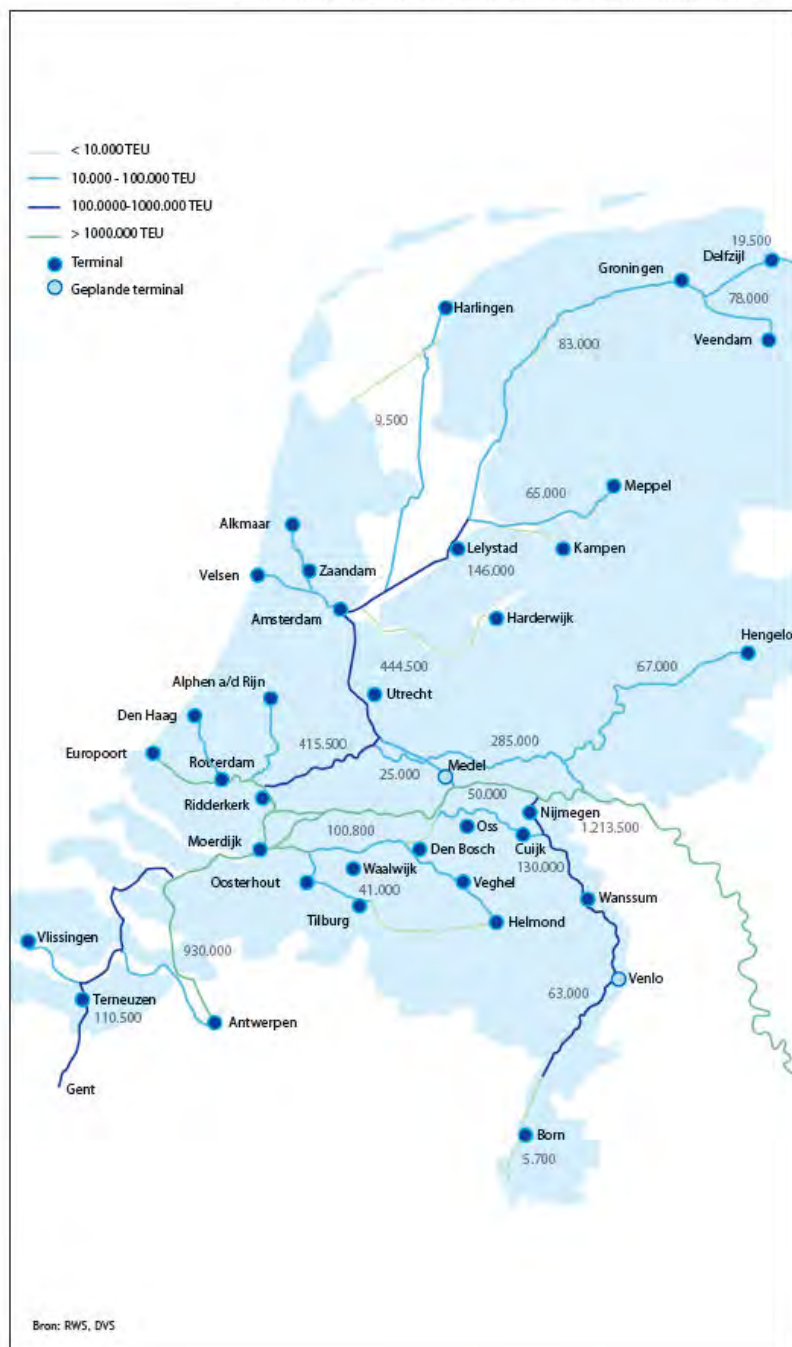 < 10.000 TEU
10.000 - 100.000 TEU
100.0000-1000.000 TEU
> 1000.000 TEU
Terminal
Geplande terminal
19.500
Delfzijl
Groningen
78.000
Harlingen
Veendam
83.000
9.500
Meppel
65.000
Alkmaar
Lelystad
Kampen
Zaandam
146.000
Velsen
Amsterdam
Harderwijk
Hengelo
444.500
67.000
Alphen a/d Rijn
Utrecht
Den Haag
415.500
285.000
Europoort
Medel
Rotterdam
25.000
50.000
Ridderkerk
Nijmegen
1.213.500
100.800
Oss
Moerdijk
Den Bosch
Cuijk
Waalwijk
130.000
Oosterhout
Veghel
41.000
Wanssum
Tilburg
Helmond
Vlissingen
930.000
Venlo
63.000
Terneuzen
110.500
Antwerpen
Gent
Born
5.700
Bron: RWS, DVS